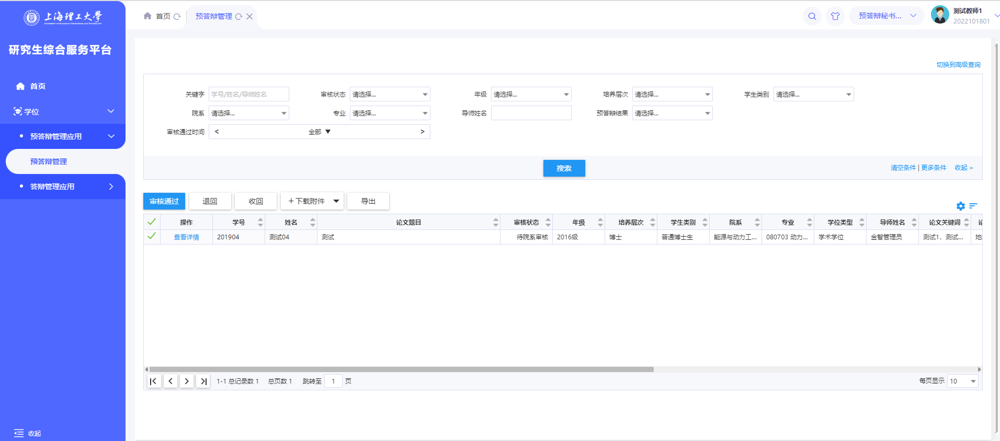 上海理工大学
UNIVERSITY OF SHANGHAI FOR SCIENCE AND TECHNOLOGY
研究生综合服务平台
首页
学位
预答辩管理应用
预答辩管理
答辩管理应用
收起
首页 预答辩管理
预答辩秘书... 测试教师1
2022101801
切换到高级查询
关键字 学号/姓名/导师姓名 审核状态 请选择... 年级 请选择... 培养层次 请选择... 学生类别 请选择...
院系 请选择... 专业 请选择... 导师姓名 预答辩结果 请选择...
审核通过时间 < 全部 ▼ >
搜索 清空条件 | 更多条件 收起 >
审核通过 退回 收回 +下载附件 导出
操作 学号 姓名 论文题目 审核状态 年级 培养层次 学生类别 院系 专业 学位类型 导师姓名 论文关键词
查看详情 201904 测试04 测试 待院系审核 2016级 博士 普通博士生 能源与动力工... 080703 动力... 学术学位 金智管理员 测试1，测试... 地
1-1 总记录数 1 总页数 1 跳转至 1 页 每页显示 10